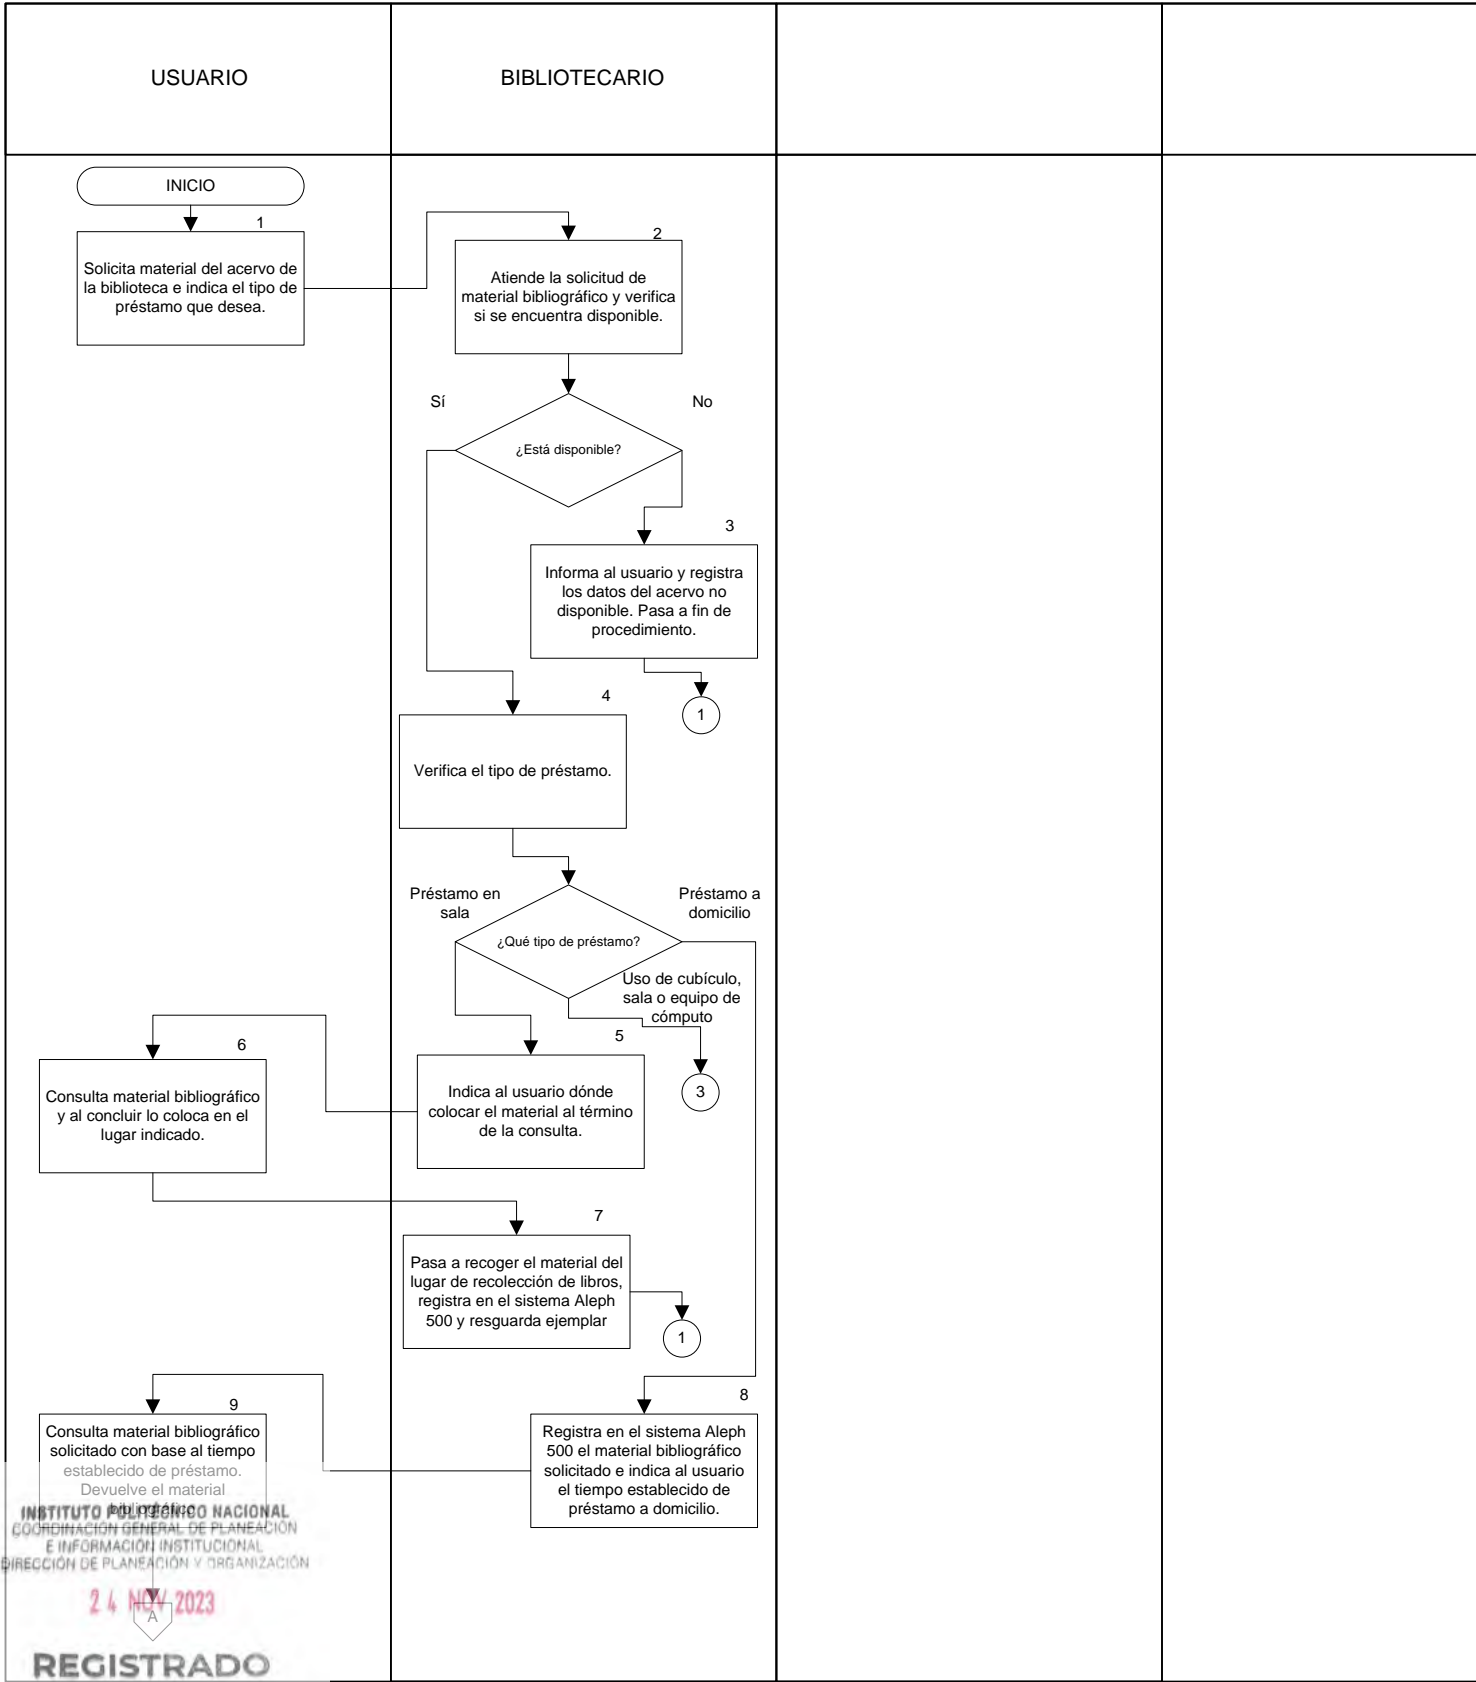 USUARIO
BIBLIOTECARIO
INICIO
1
Solicita material del acervo de
la biblioteca e indica el tipo de
préstamo que desea.
2
Atiende la solicitud de
material bibliográfico y verifica
si se encuentra disponible.
Sí
No
¿Está disponible?
3
Informa al usuario y registra
los datos del acervo no
disponible. Pasa a fin de
procedimiento.
1
4
Verifica el tipo de préstamo.
Préstamo en
sala
Préstamo a
domicilio
¿Qué tipo de préstamo?
Uso de cubículo,
sala o equipo de
cómputo
3
5
Indica al usuario dónde
colocar el material al término
de la consulta.
6
Consulta material bibliográfico
y al concluir lo coloca en el
lugar indicado.
7
Pasa a recoger el material del
lugar de recolección de libros,
registra en el sistema Aleph
500 y resguarda ejemplar
1
8
Registra en el sistema Aleph
500 el material bibliográfico
solicitado e indica al usuario
el tiempo establecido de
préstamo a domicilio.
9
Consulta material bibliográfico
solicitado con base al tiempo
establecido de préstamo.
Devuelve el material
bibliográfico
INSTITUTO POLITÉCNICO NACIONAL
COORDINACIÓN GENERAL DE PLANEACIÓN
E INFORMACIÓN INSTITUCIONAL
DIRECCIÓN DE PLANEACIÓN Y ORGANIZACIÓN
24 NOV 2023
A
REGISTRADO